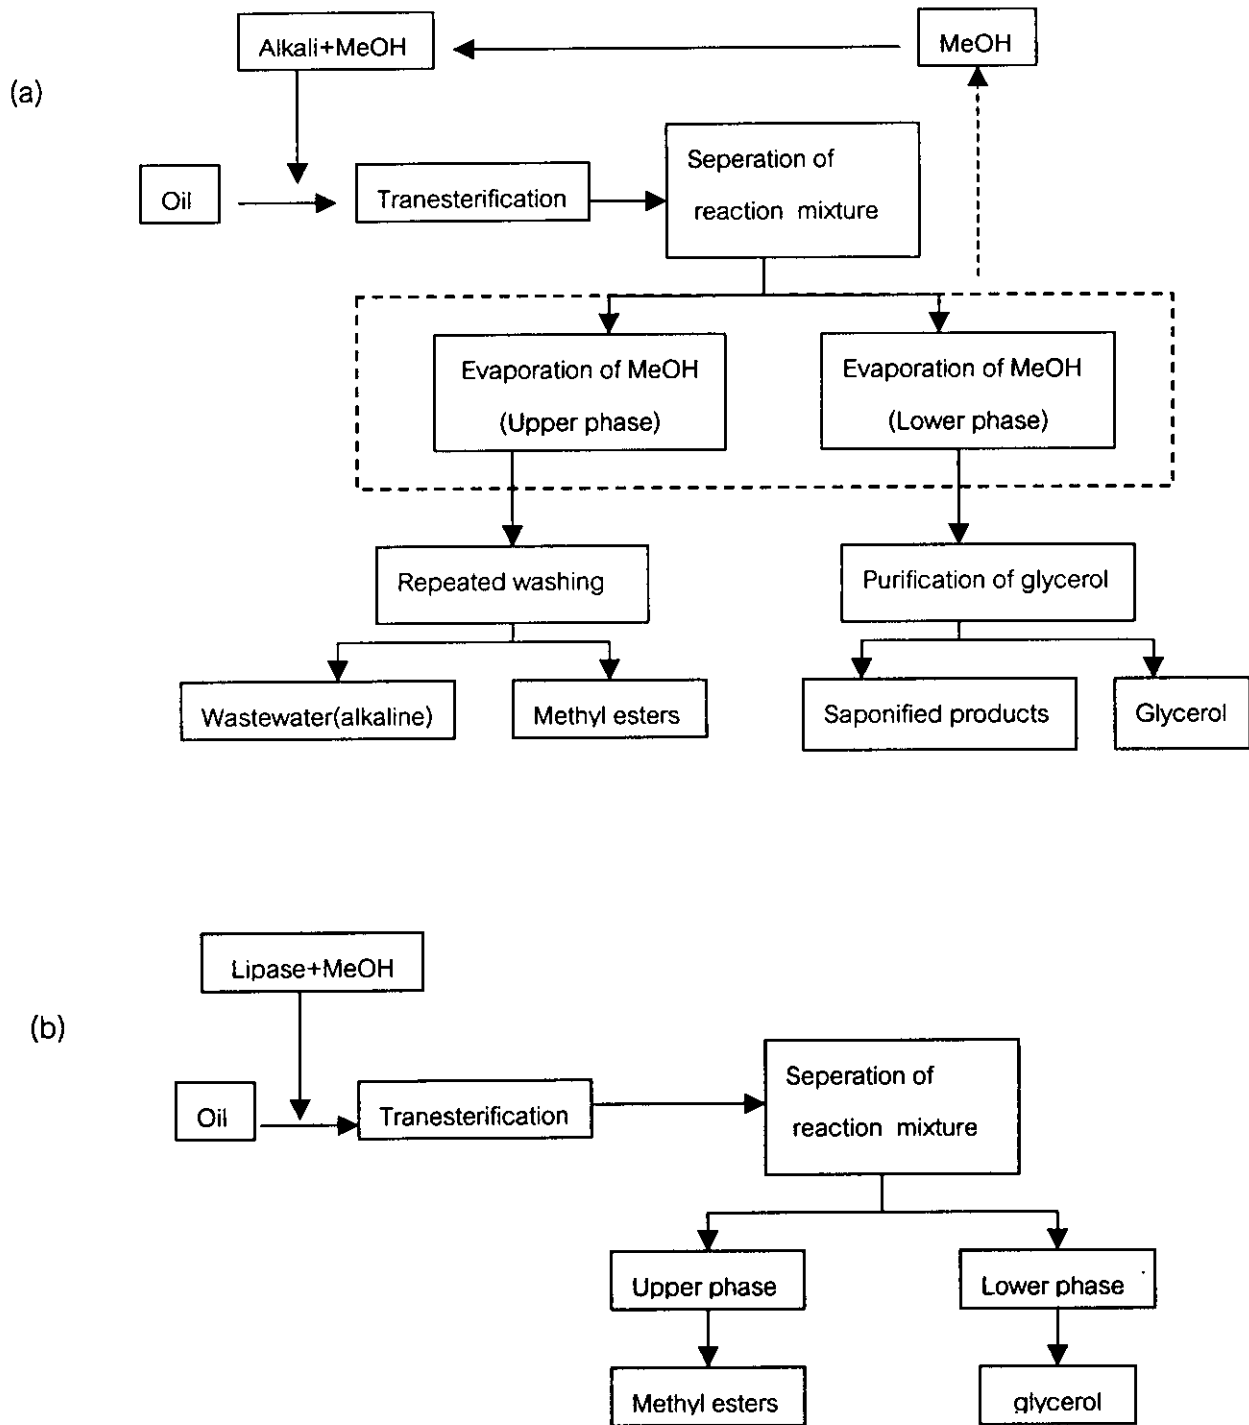 Alkali+MeOH
MeOH
(a)
Oil
Tranesterification
Seperation of
reaction mixture
Evaporation of MeOH
(Upper phase)
Evaporation of MeOH
(Lower phase)
Repeated washing
Purification of glycerol
Wastewater(alkaline)
Methyl esters
Saponified products
Glycerol
Lipase+MeOH
(b)
Oil
Tranesterification
Seperation of
reaction mixture
Upper phase
Lower phase
Methyl esters
glycerol